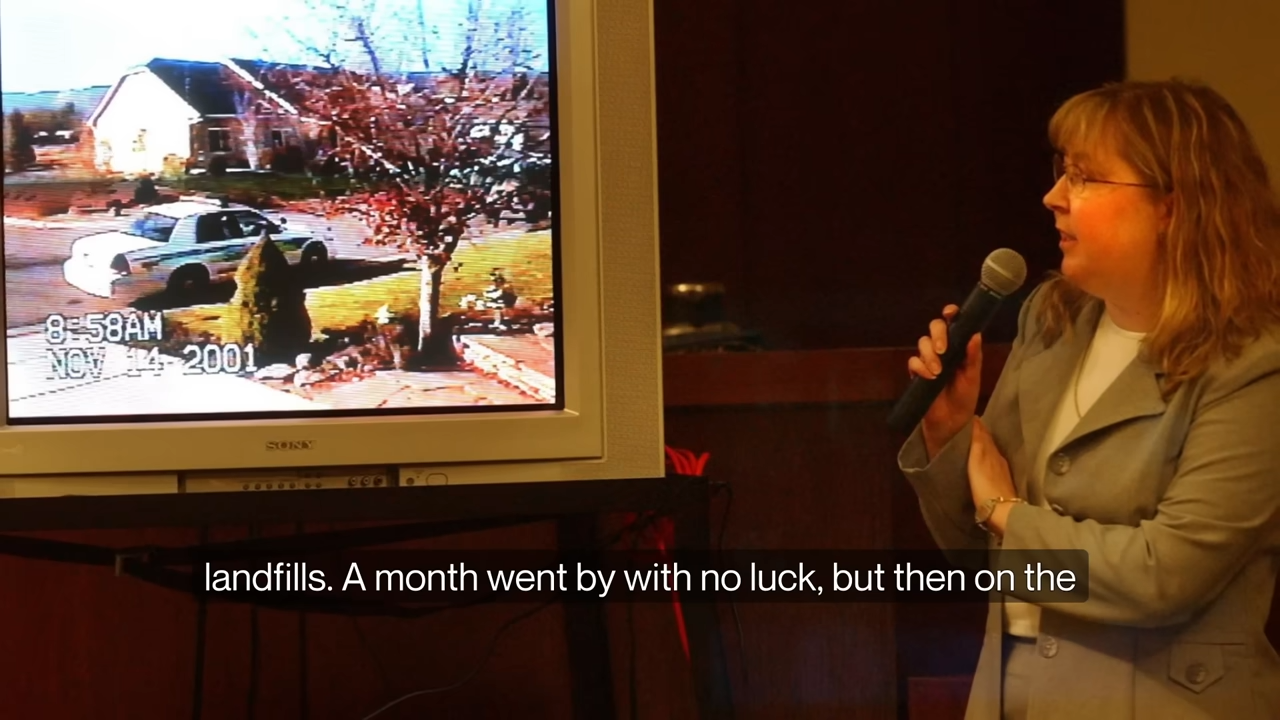 8:58AM
NOV 14 2001
SONY
landfills. A month went by with no luck, but then on the